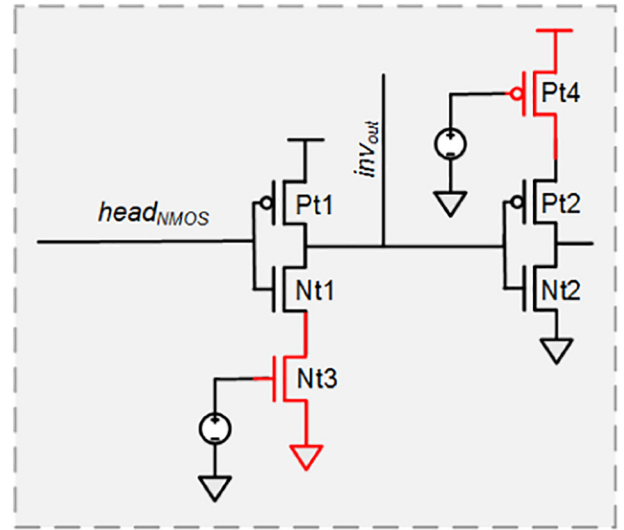 Pt4
inv_out
head_NMOS
Pt1
Pt2
Nt1
Nt2
Nt3